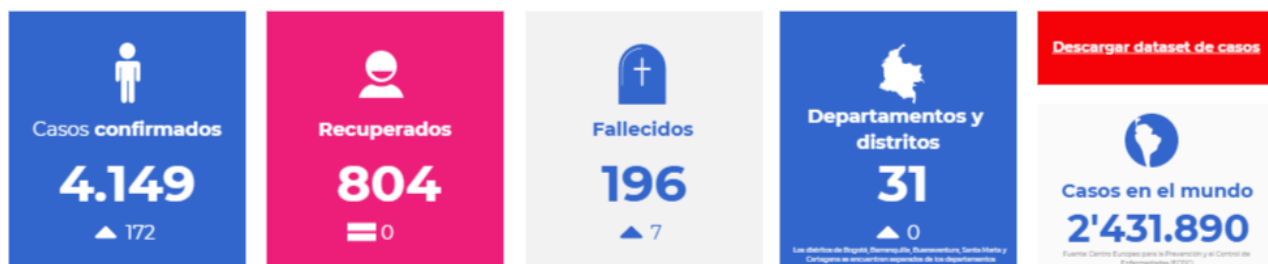 Casos confirmados
4.149
172
Recuperados
804
0
Fallecidos
196
7
Departamentos y
distritos
31
0
Los distritos de Bogotá, Barranquilla, Buenaventura, Santa Marta y
Cartagena se encuentran separados de los departamentos
Descargar dataset de casos
Casos en el mundo
2'431.890
Fuente: Centro Europeo para la Prevención y el Control de
Enfermedades (ECDC)